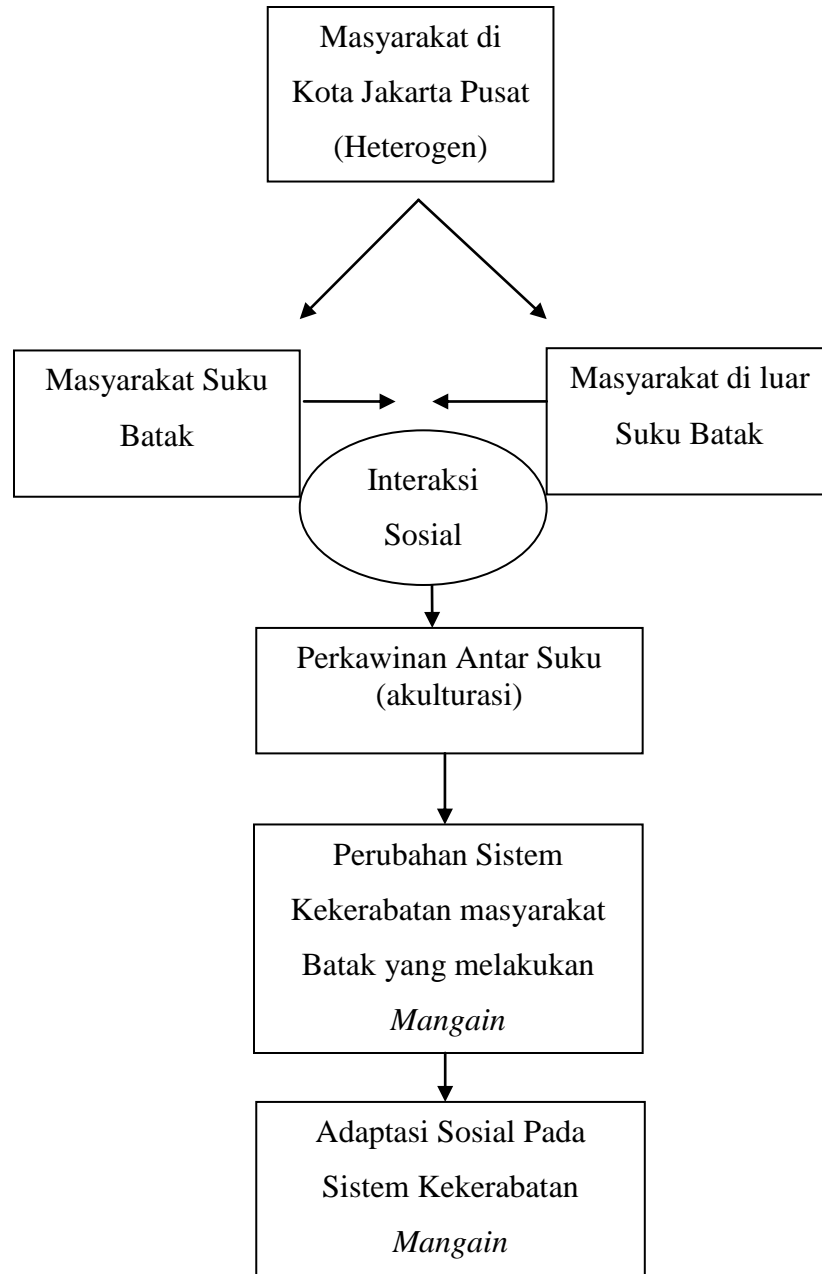 Masyarakat di
Kota Jakarta Pusat
(Heterogen)
Masyarakat Suku
Batak
Masyarakat di luar
Suku Batak
Interaksi
Sosial
Perkawinan Antar Suku
(akulturasi)
Perubahan Sistem
Kekerabatan masyarakat
Batak yang melakukan
Mangain
Adaptasi Sosial Pada
Sistem Kekerabatan
Mangain